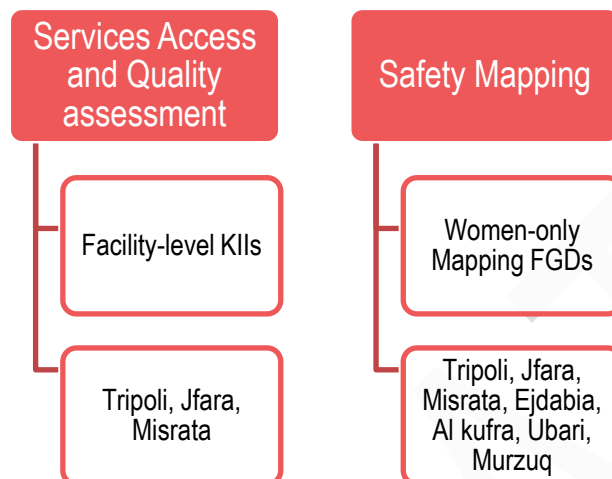 Services Access
and Quality
assessment
Facility-level KIIs
Tripoli, Jfara,
Misrata
Safety Mapping
Women-only
Mapping FGDs
Tripoli, Jfara,
Misrata, Ejdabia,
Al kufra, Ubari,
Murzuq